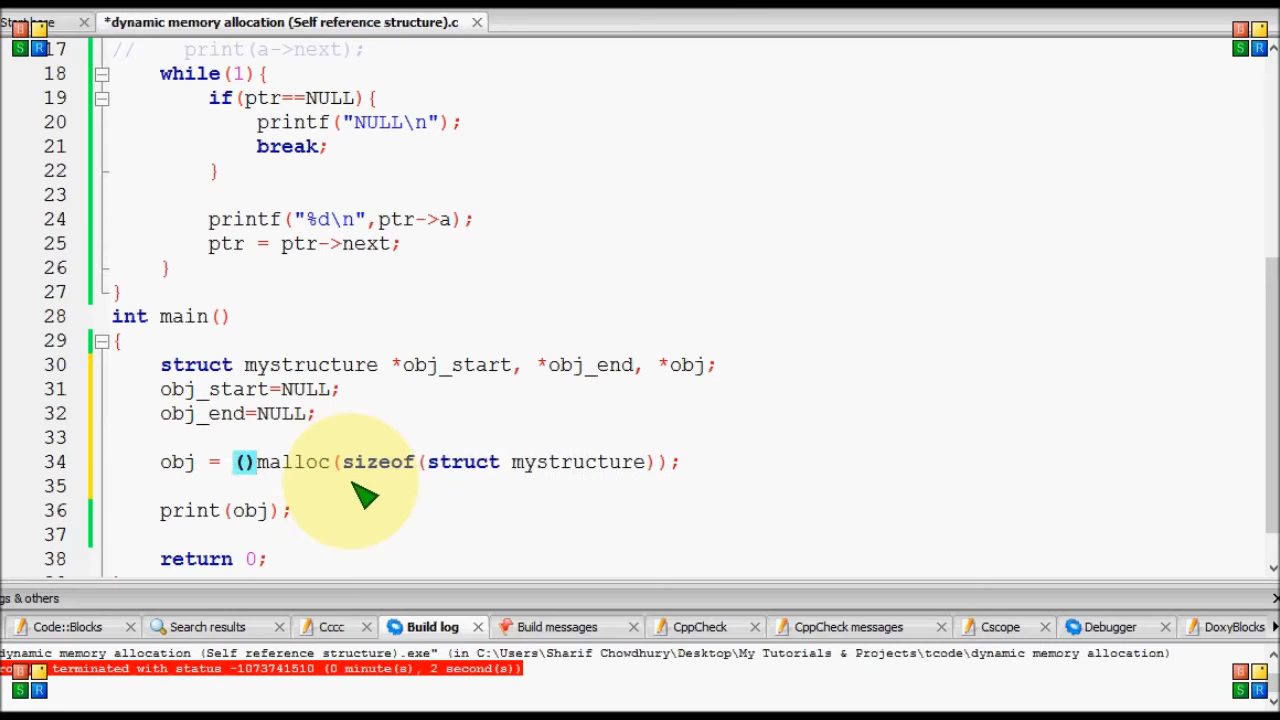 Start here
*dynamic memory allocation (Self reference structure).c
B
S R
B
S R
17 // print(a->next);
18 while(1){
19 if(ptr==NULL){
20 printf("NULL\n");
21 break;
22 }
23
24 printf("%d\n",ptr->a);
25 ptr = ptr->next;
26 }
27 }
28 int main()
29 {
30 struct mystructure *obj_start, *obj_end, *obj;
31 obj_start=NULL;
32 obj_end=NULL;
33
34 obj = ()malloc(sizeof(struct mystructure));
35
36 print(obj);
37
38 return 0;
gs & others
Code::Blocks Search results Cccc Build log Build messages CppCheck CppCheck messages Cscope Debugger DoxyBlocks
dynamic memory allocation (Self reference structure).exe" (in C:\Users\Sharif Chowdhury\Desktop\My Tutorials & Projects\tcode\dynamic memory allocation)
terminated with status -1073741510 (0 minute(s), 2 second(s))
B
S R
B
S R